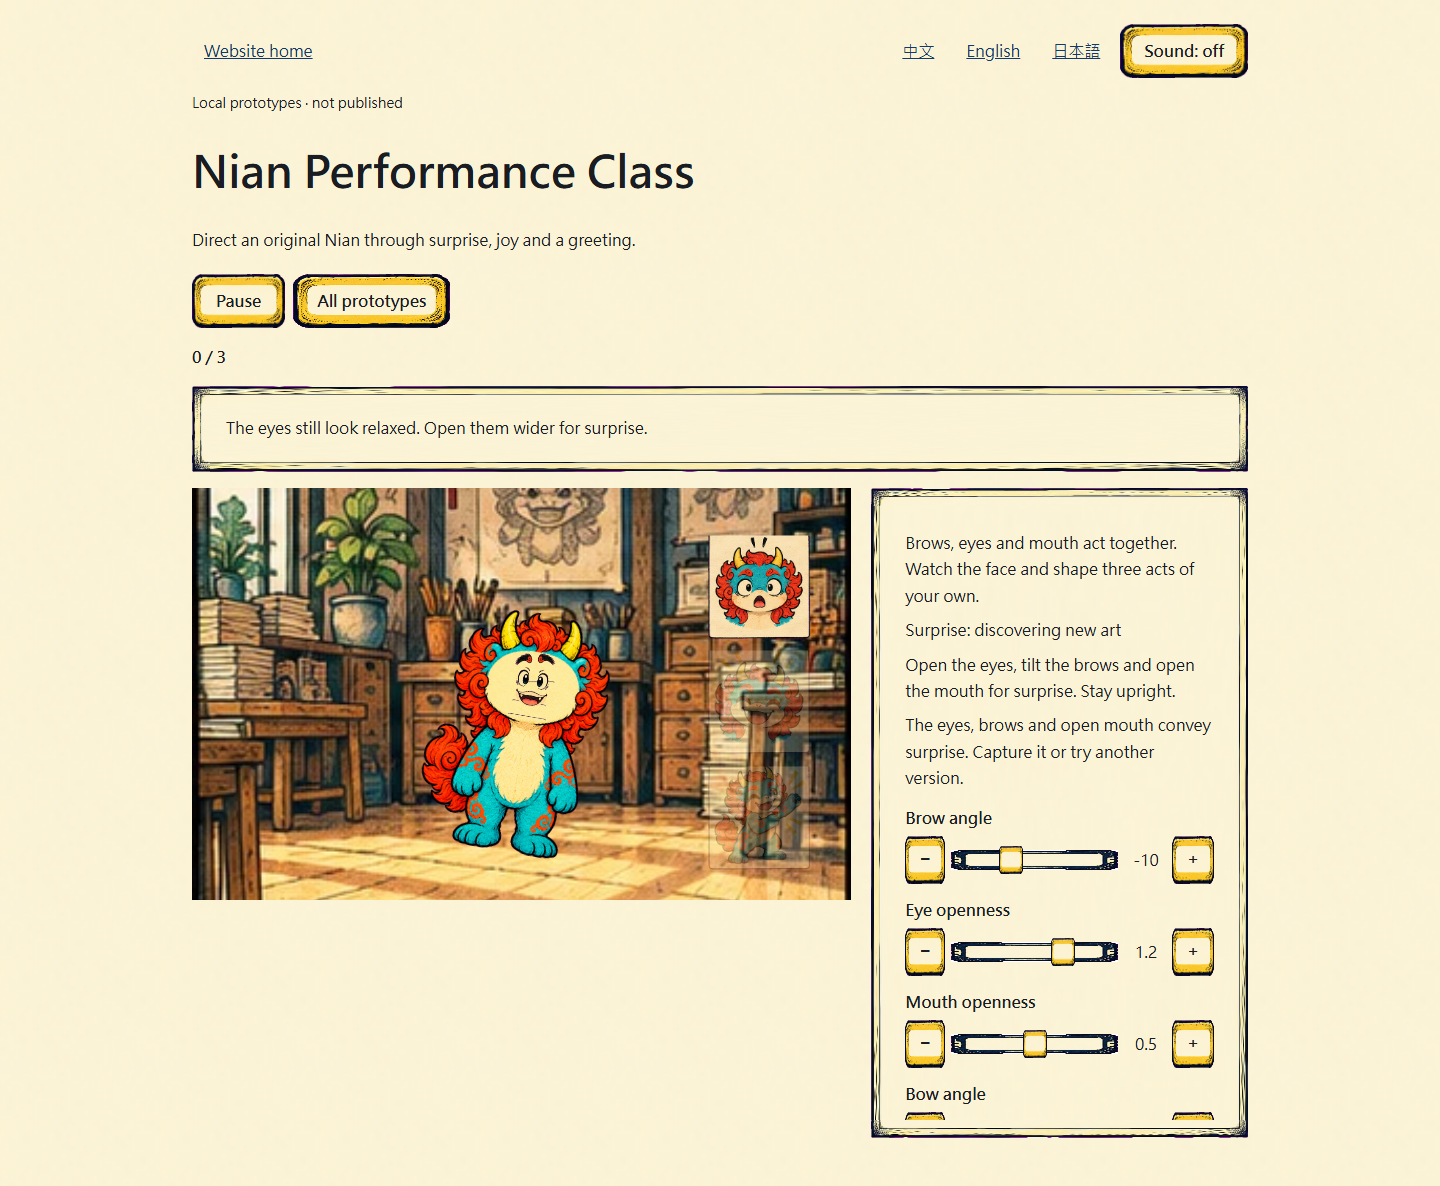 Website home
中文 English 日本語 Sound: off
Local prototypes · not published
Nian Performance Class
Direct an original Nian through surprise, joy and a greeting.
Pause All prototypes
0 / 3
The eyes still look relaxed. Open them wider for surprise.
Brows, eyes and mouth act together.
Watch the face and shape three acts of
your own.
Surprise: discovering new art
Open the eyes, tilt the brows and open
the mouth for surprise. Stay upright.
The eyes, brows and open mouth convey
surprise. Capture it or try another
version.
Brow angle
− -10 +
Eye openness
− 1.2 +
Mouth openness
− 0.5 +
Bow angle